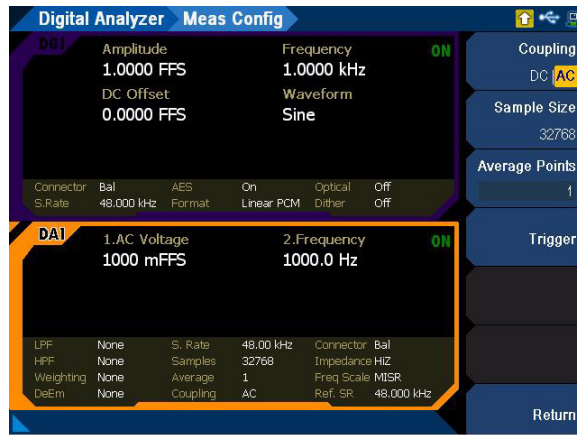 Digital Analyzer Meas Config
DG1
ON
Amplitude Frequency
1.0000 FFS 1.0000 kHz
DC Offset Waveform
0.0000 FFS Sine
Connector Bal AES On Optical Off
S.Rate 48.000 kHz Format Linear PCM Dither Off
DA1
ON
1.AC Voltage 2.Frequency
1000 mFFS 1000.0 Hz
LPF None S. Rate 48.00 kHz Connector Bal
HPF None Samples 32768 Impedance HiZ
Weighting None Average 1 Freq Scale MISR
DeEm None Coupling AC Ref. SR 48.000 kHz
Coupling
DC AC
Sample Size
32768
Average Points
1
Trigger
Return